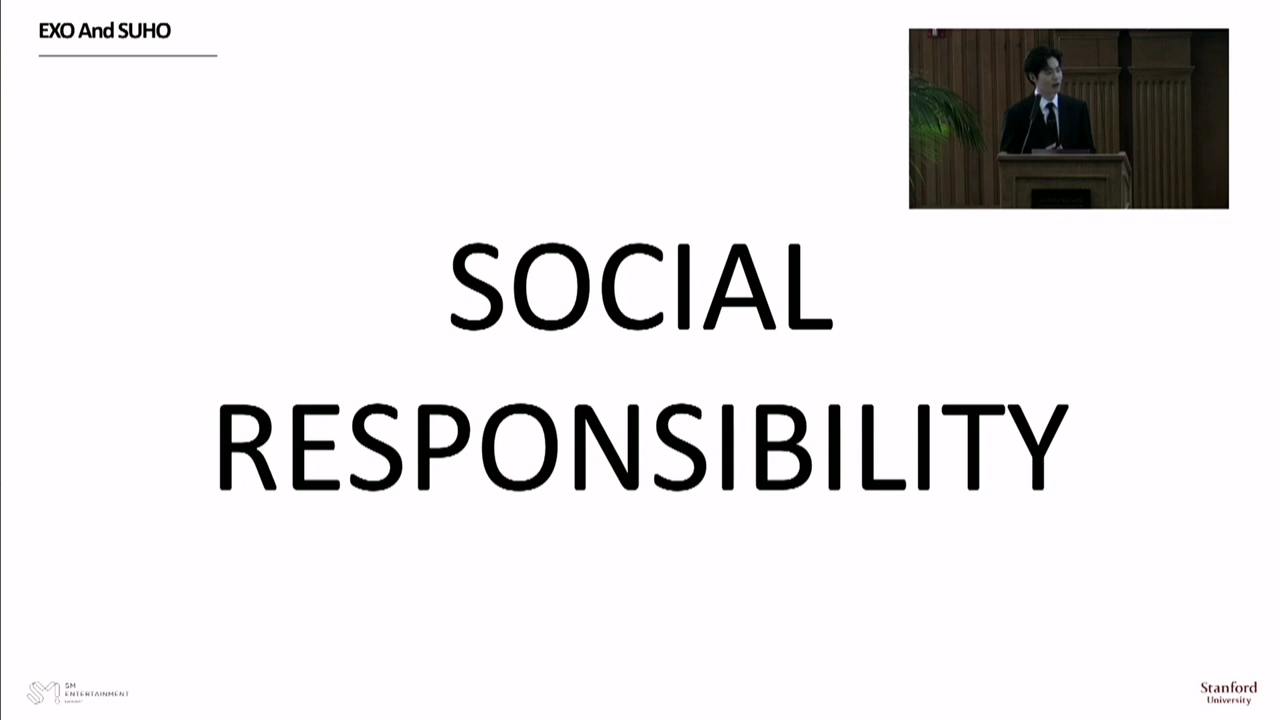 EXO And SUHO
SOCIAL
RESPONSIBILITY
SM
ENTERTAINMENT
Stanford
University